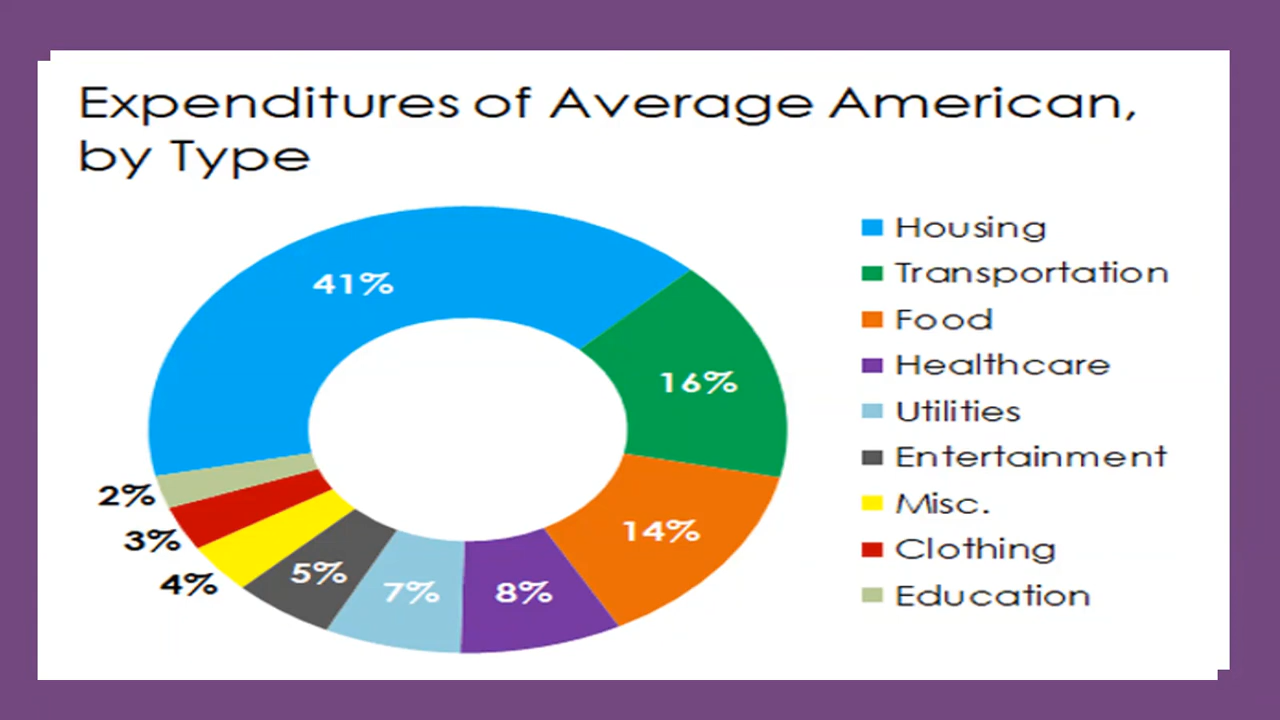 Expenditures of Average American,
by Type
41%
16%
14%
8%
7%
5%
4%
3%
2%
Housing
Transportation
Food
Healthcare
Utilities
Entertainment
Misc.
Clothing
Education